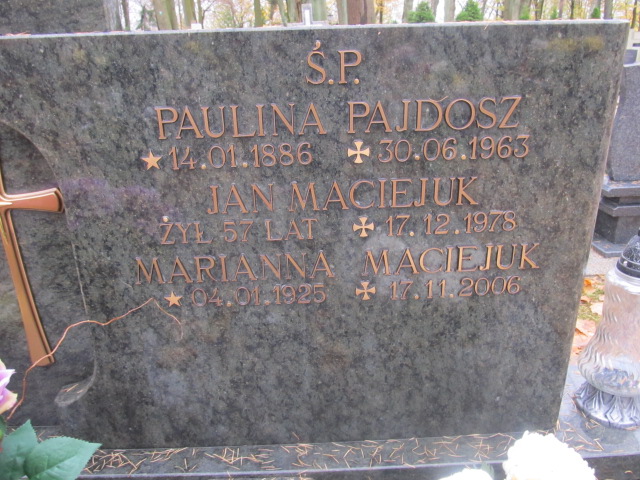 Ś.P.
PAULINA PAJDOSZ
14.01.1886 30.06.1963
JAN MACIEJUK
ŻYŁ 57 LAT 17.12.1978
MARIANNA MACIEJUK
04.01.1925 17.11.2006